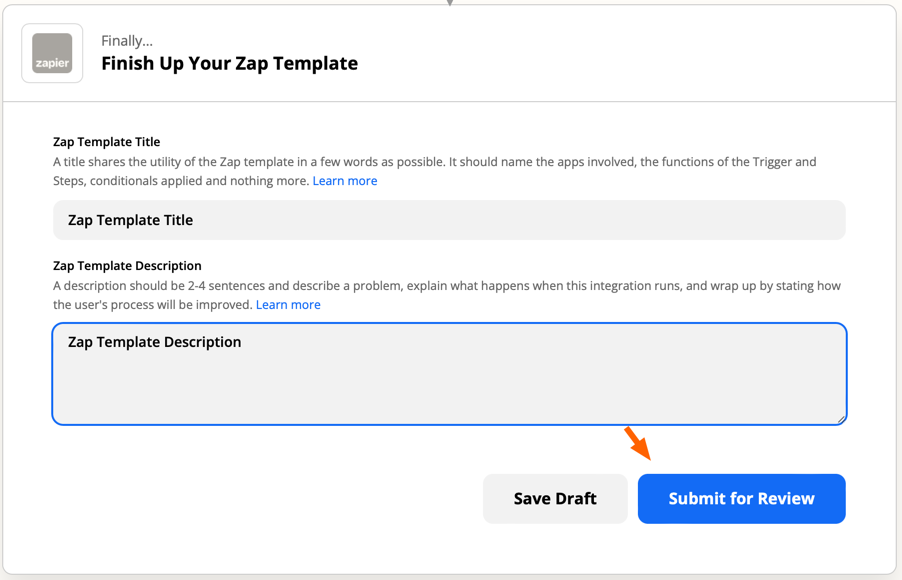 zapier
Finally...
Finish Up Your Zap Template
Zap Template Title
A title shares the utility of the Zap template in a few words as possible. It should name the apps involved, the functions of the Trigger and
Steps, conditionals applied and nothing more. Learn more
Zap Template Title
Zap Template Description
A description should be 2-4 sentences and describe a problem, explain what happens when this integration runs, and wrap up by stating how
the user's process will be improved. Learn more
Zap Template Description
Save Draft
Submit for Review